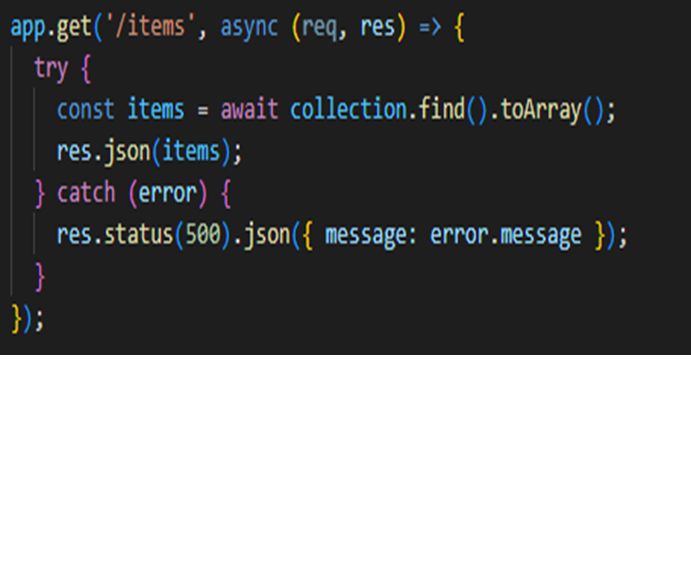 app.get('/items', async (req, res) => {
  try {
    const items = await collection.find().toArray();
    res.json(items);
  } catch (error) {
    res.status(500).json({ message: error.message });
  }
});